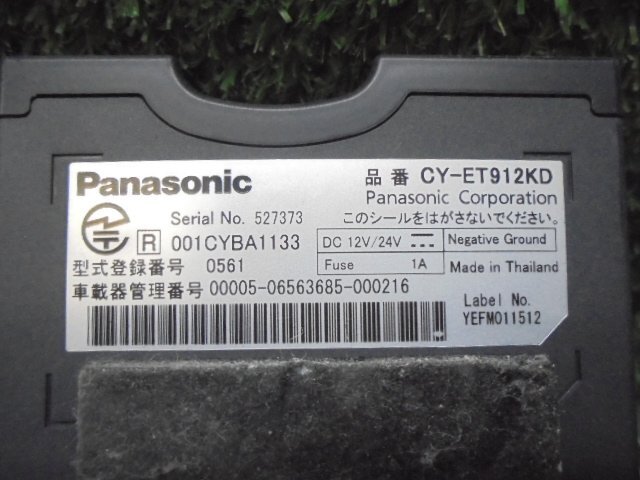 Panasonic
品番 CY-ET912KD
Panasonic Corporation
Serial No. 527373
このシールをはがさないでください。
R 001CYBA1133
DC 12V/24V
Negative Ground
Fuse 1A
Made in Thailand
型式登録番号 0561
車載器管理番号 00005-06563685-000216
Label No.
YEFM011512